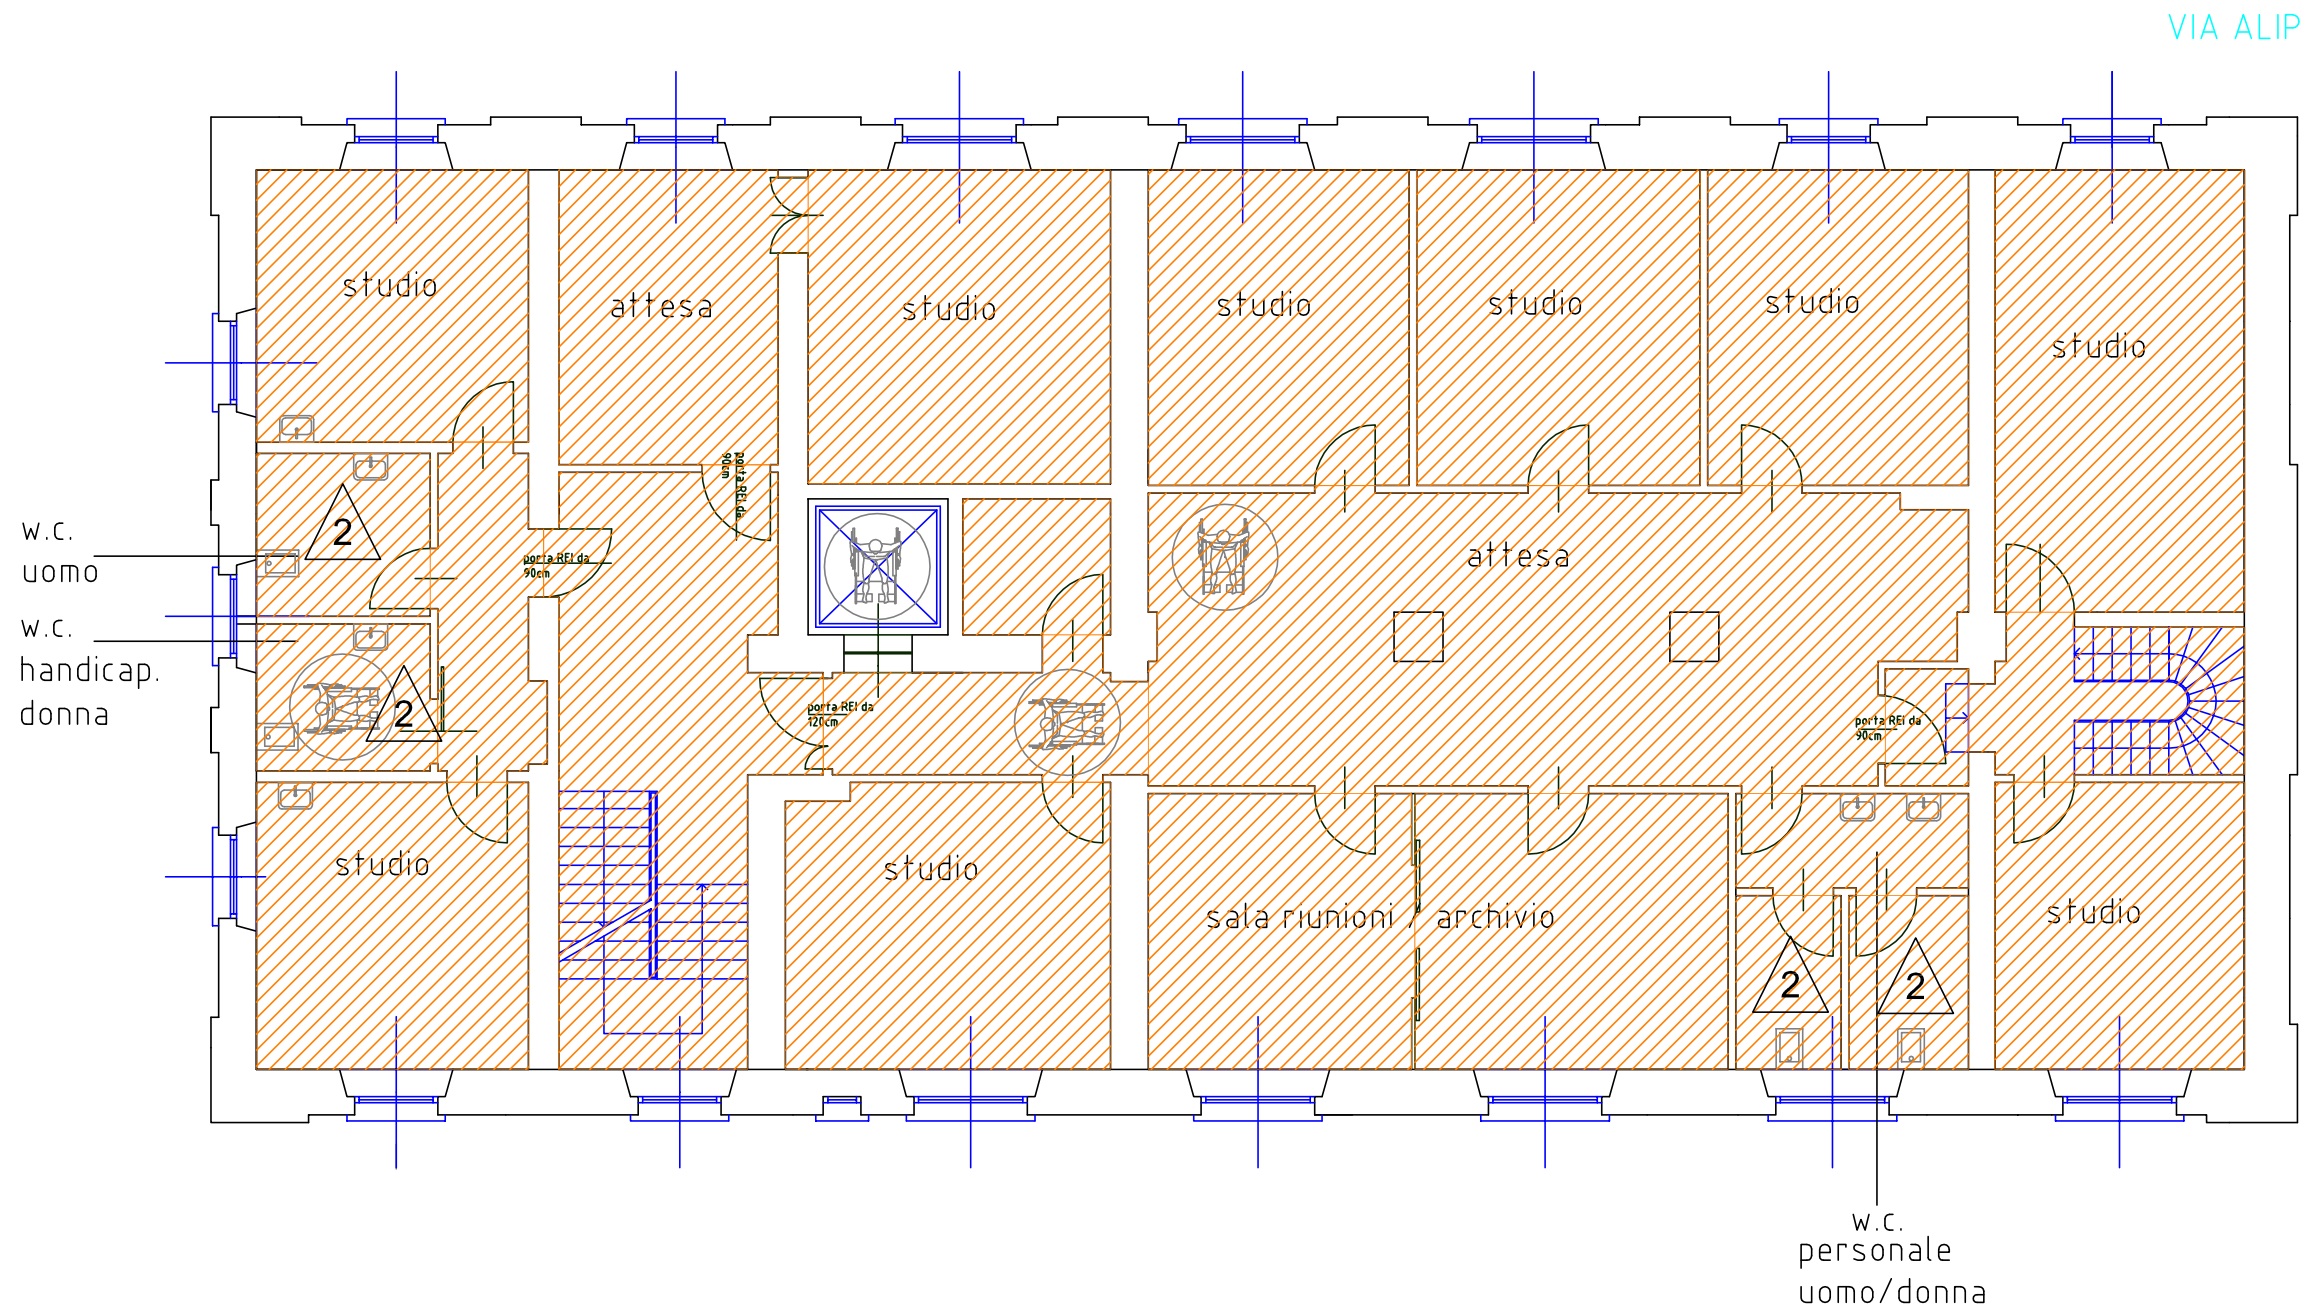 VIA ALIP
studio
attesa
studio
studio
studio
studio
studio
porta REI da
90cm
w.c.
uomo
2
porta REI da
90cm
attesa
w.c.
handicap.
donna
2
porta REI da
120cm
porta REI da
90cm
studio
studio
sala riunioni / archivio
studio
2
2
w.c.
personale
uomo/donna